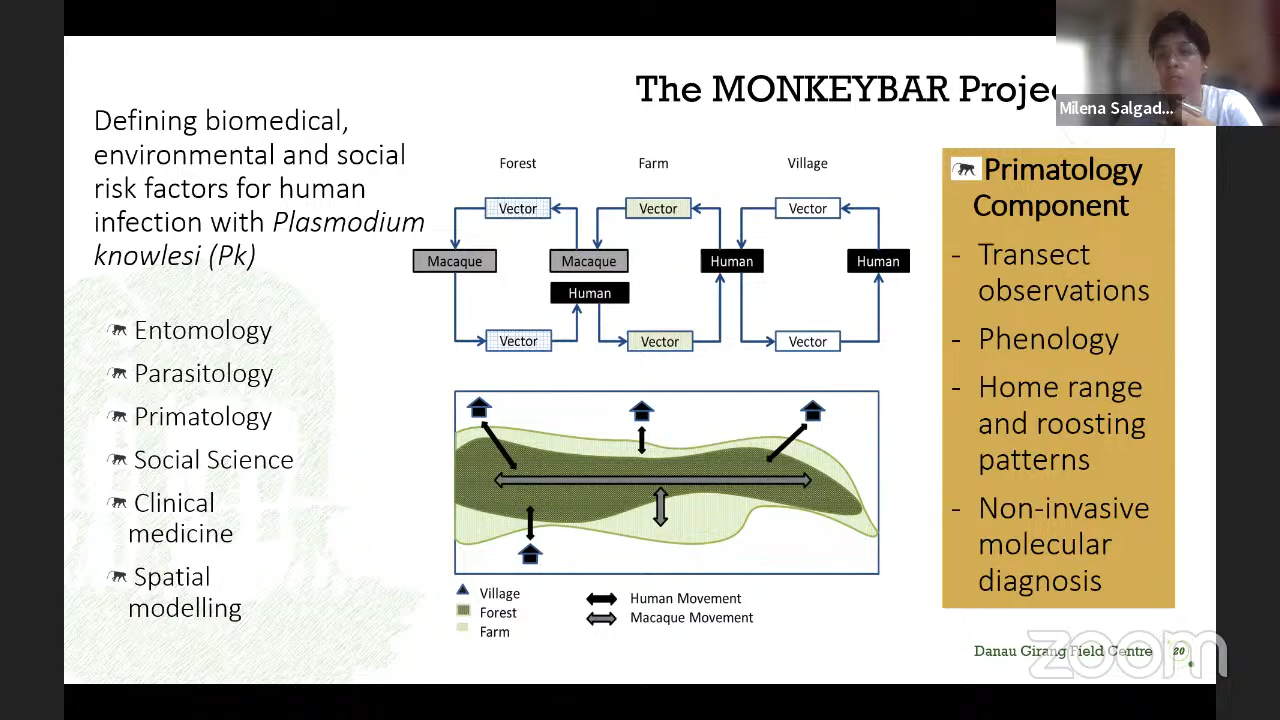 The MONKEYBAR Projec
Milena Salgad...
Defining biomedical,
environmental and social
risk factors for human
infection with Plasmodium
knowlesi (Pk)
Entomology
Parasitology
Primatology
Social Science
Clinical
medicine
Spatial
modelling
Forest
Farm
Village
Vector
Vector
Vector
Macaque
Macaque
Human
Human
Human
Vector
Vector
Vector
Village
Forest
Farm
Human Movement
Macaque Movement
Primatology
Component
- Transect
observations
- Phenology
- Home range
and roosting
patterns
- Non-invasive
molecular
diagnosis
Danau Girang Field Centre
20
zoom